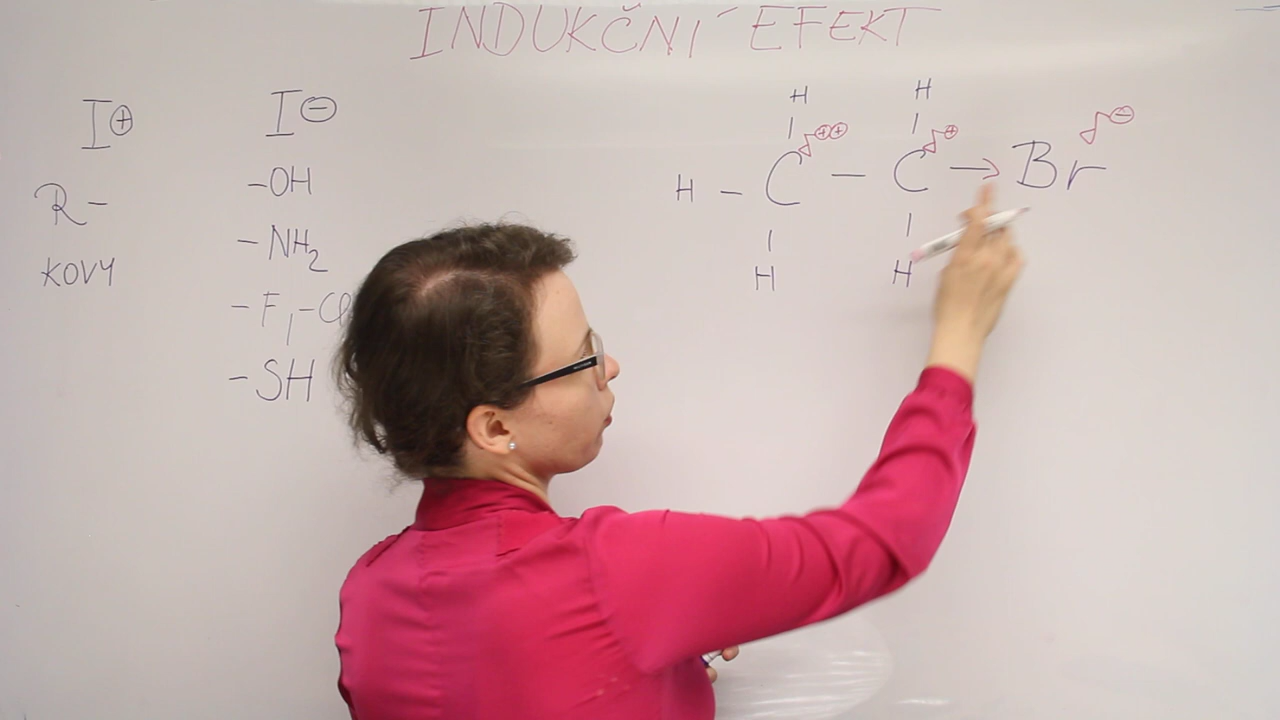 INDUKČNÍ EFEKT
I⊕
R-
KOVY
I⊖
-OH
-NH₂
-F, -Cl
-SH
H H
| |
H - C δ⊕⊕ — C δ⊕ → Br δ⊖
| |
H H